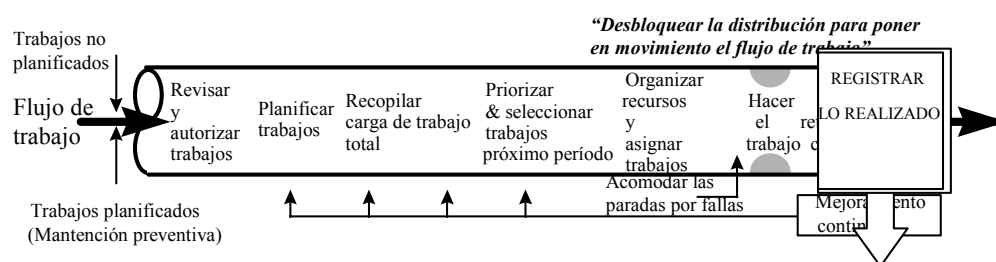 “Desbloquear la distribución para poner
en movimiento el flujo de trabajo”
Trabajos no
planificados
Flujo de
trabajo
Trabajos planificados
(Mantención preventiva)
Revisar
y
autorizar
trabajos
Planificar
trabajos
Recopilar
carga de trabajo
total
Priorizar
& seleccionar
trabajos
próximo período
Organizar
recursos
y
asignar
trabajos
Hacer
el
trabajo
REGISTRAR
LO REALIZADO
Acomodar las
paradas por fallas
Mejoramiento